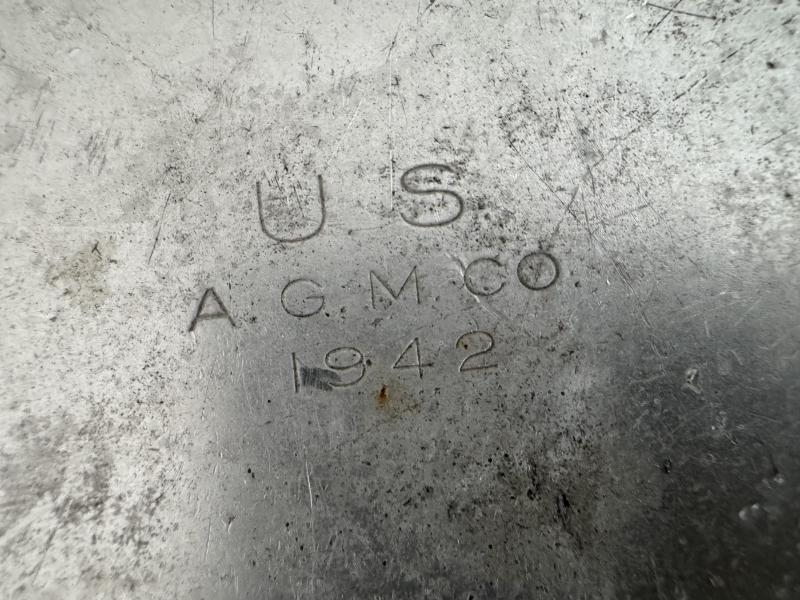 U S
A. G. M. CO
1942